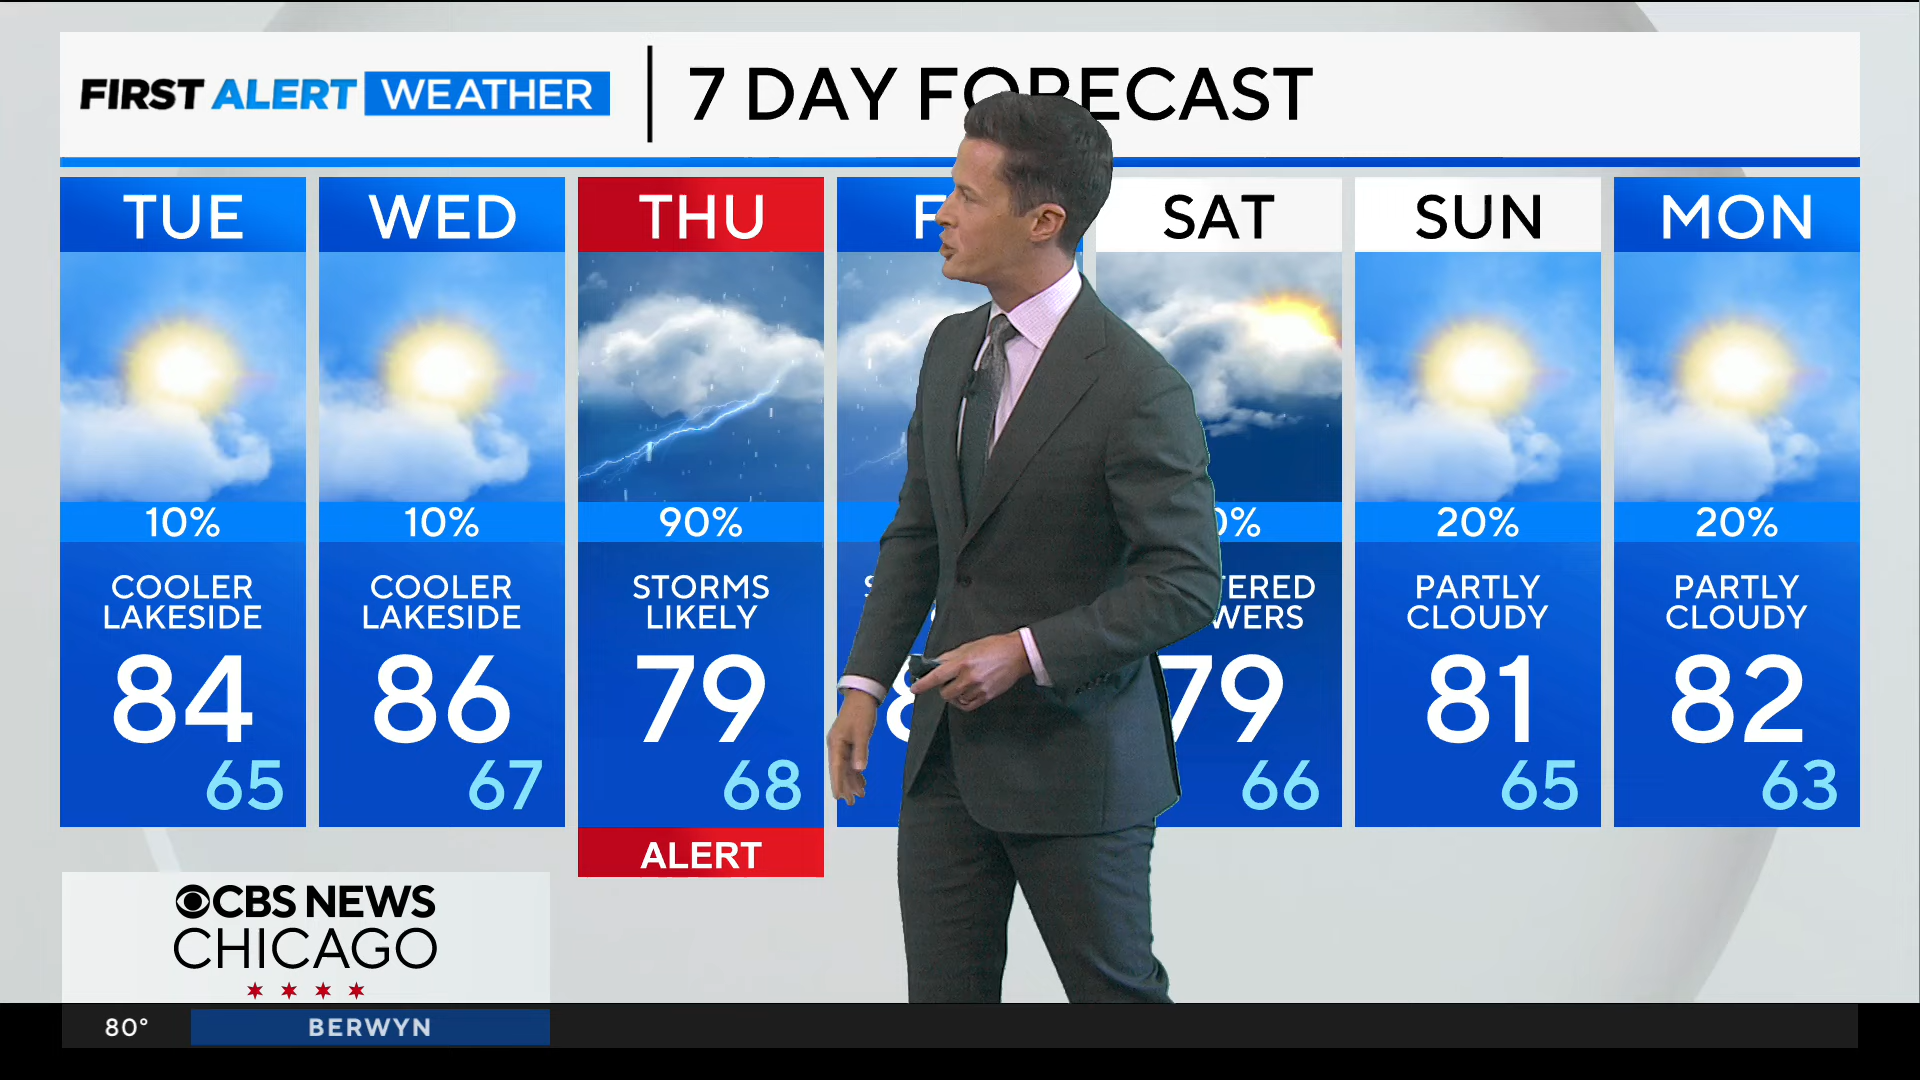 FIRST ALERT WEATHER
7 DAY FORECAST
TUE
10%
COOLER
LAKESIDE
84
65
WED
10%
COOLER
LAKESIDE
86
67
THU
90%
STORMS
LIKELY
79
68
ALERT
SAT
79
66
SUN
20%
PARTLY
CLOUDY
81
65
MON
20%
PARTLY
CLOUDY
82
63
CBS NEWS
CHICAGO
80°
BERWYN